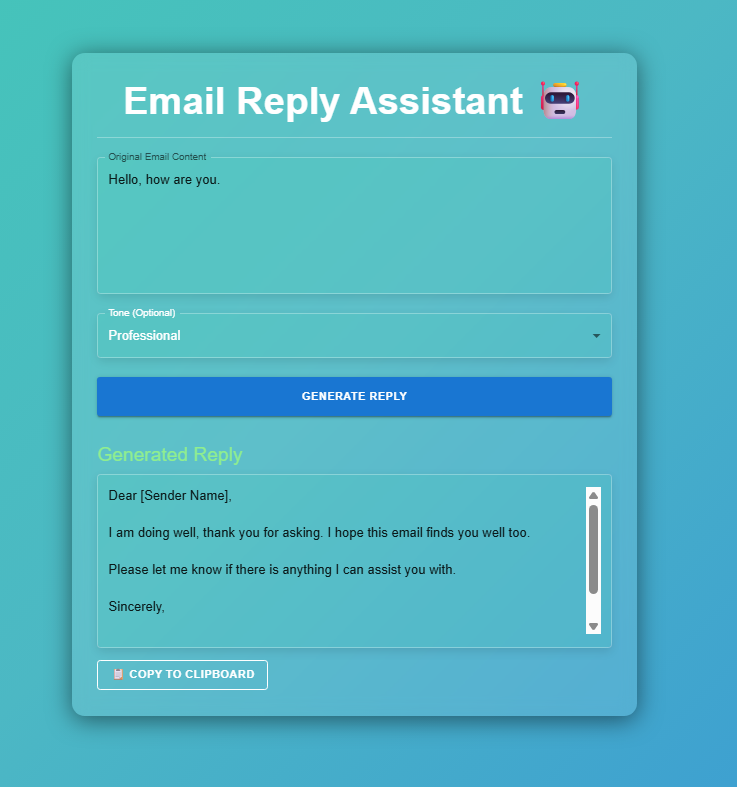 Email Reply Assistant
Original Email Content
Hello, how are you.
Tone (Optional)
Professional
GENERATE REPLY
Generated Reply
Dear [Sender Name],
I am doing well, thank you for asking. I hope this email finds you well too.
Please let me know if there is anything I can assist you with.
Sincerely,
COPY TO CLIPBOARD